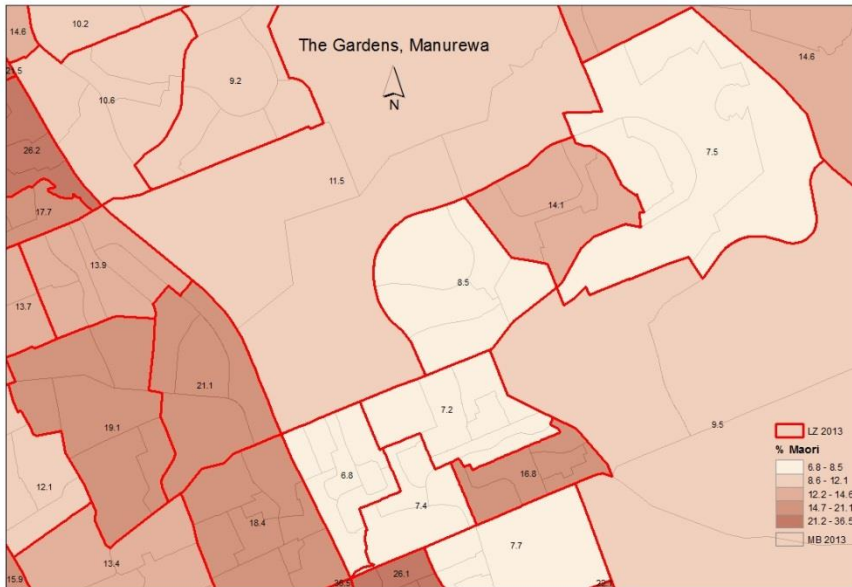 The Gardens, Manurewa
N
14.6
10.2
9.2
10.6
26.2
17.7
11.5
14.6
7.5
14.1
8.5
13.9
13.7
21.1
19.1
12.1
7.2
6.8
7.4
16.8
9.5
18.4
13.4
15.9
26.1
7.7
LZ 2013
% Maori
6.8 - 8.5
8.6 - 12.1
12.2 - 14.6
14.7 - 21.1
21.2 - 36.5
MB 2013